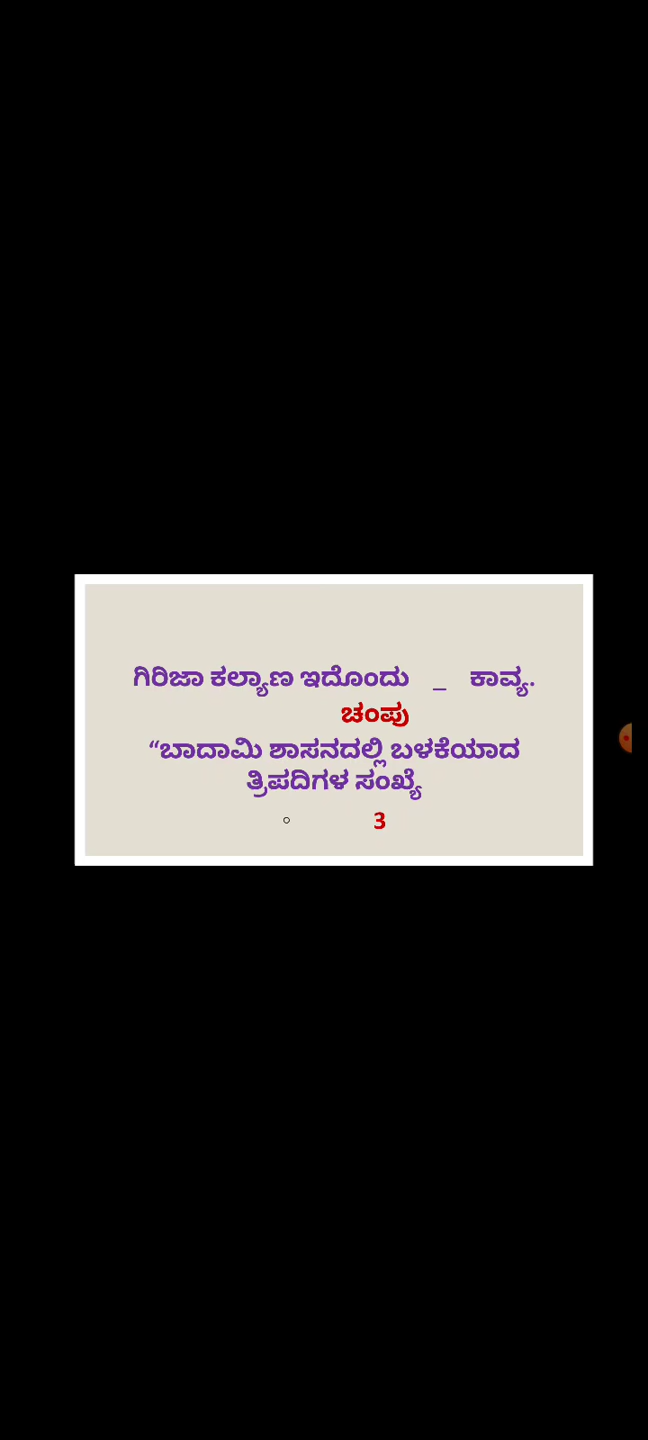 ಗಿರಿಜಾ ಕಲ್ಯಾಣ ಇದೊಂದು _ ಕಾವ್ಯ.
ಚಂಪು
“ಬಾದಾಮಿ ಶಾಸನದಲ್ಲಿ ಬಳಕೆಯಾದ
ತ್ರಿಪದಿಗಳ ಸಂಖ್ಯೆ
◦ 3